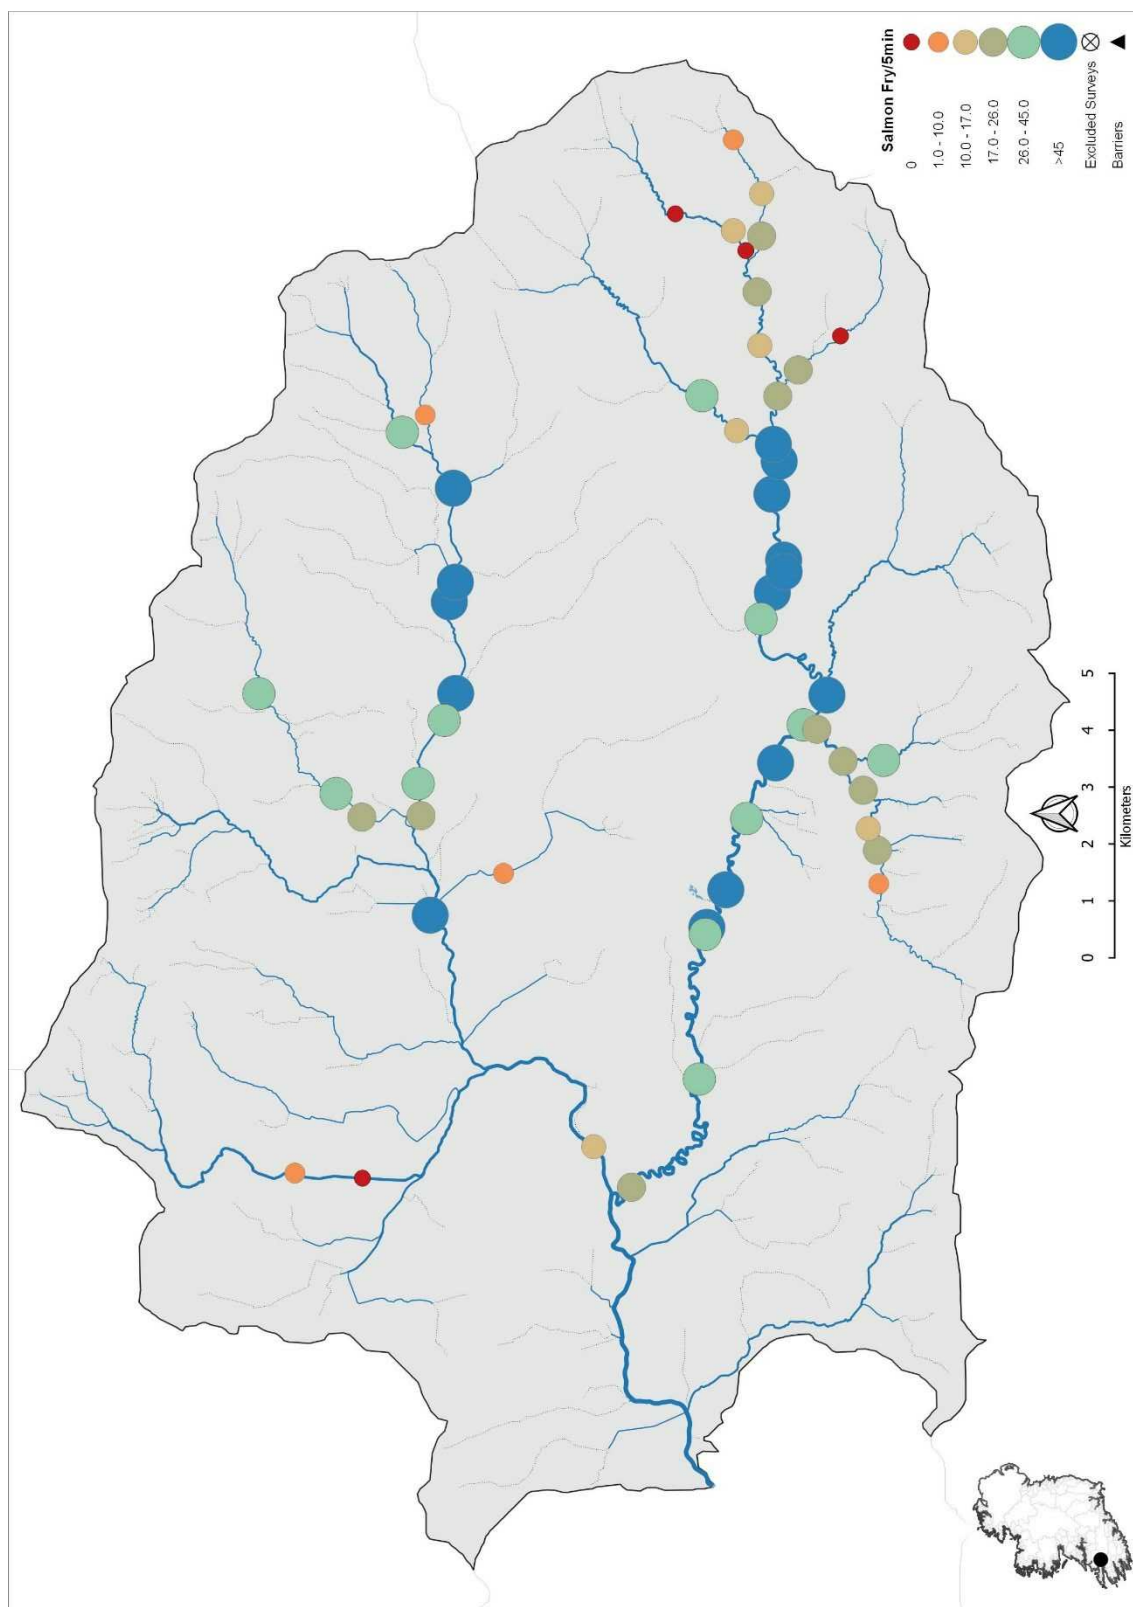 Salmon Fry/5min
0
1.0 - 10.0
10.0 - 17.0
17.0 - 26.0
26.0 - 45.0
>45
Excluded Surveys
Barriers
0 1 2 3 4 5
Kilometers